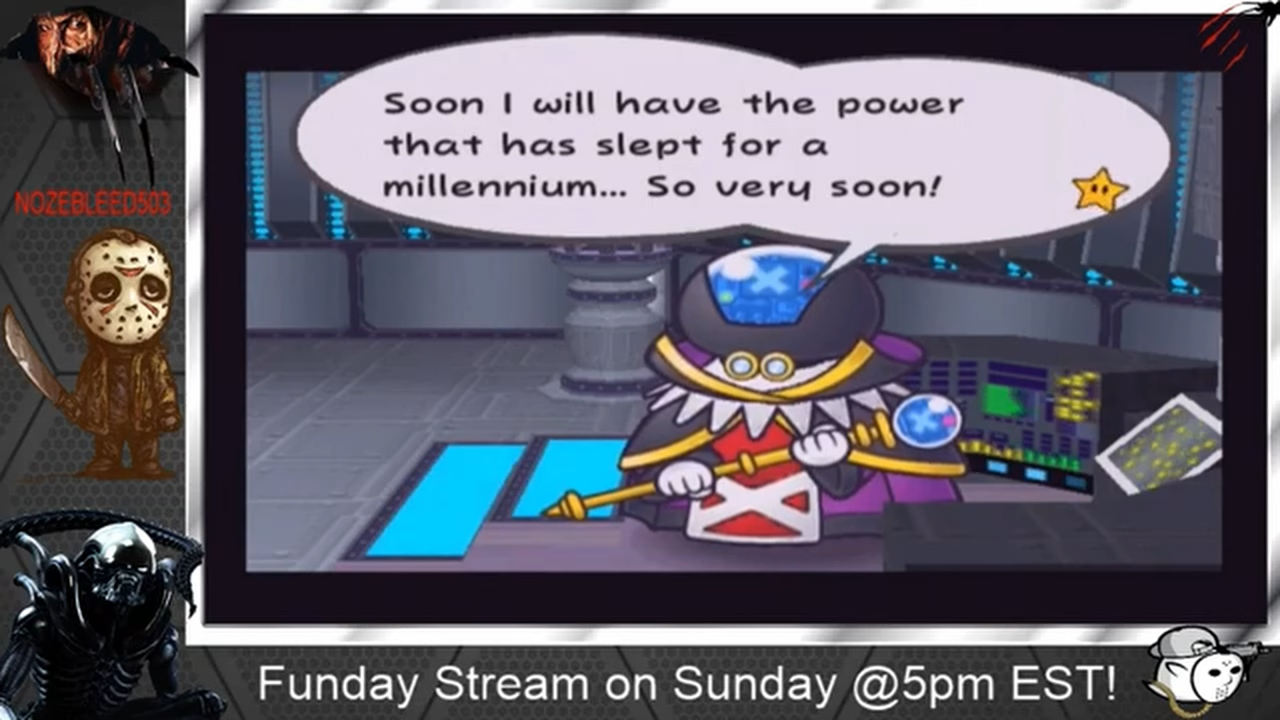 Soon I will have the power
that has slept for a
millennium... So very soon!
NOZEBLEED503
Funday Stream on Sunday @5pm EST!